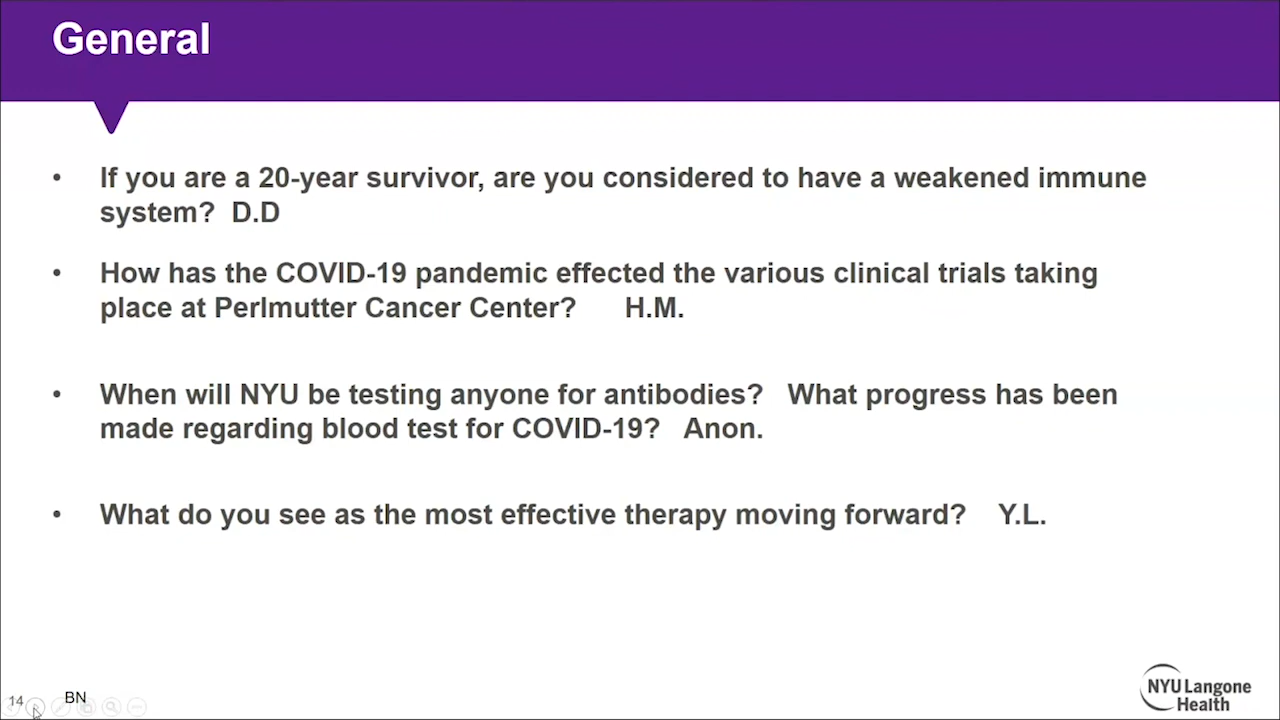 General
• If you are a 20-year survivor, are you considered to have a weakened immune
system? D.D
• How has the COVID-19 pandemic effected the various clinical trials taking
place at Perlmutter Cancer Center? H.M.
• When will NYU be testing anyone for antibodies? What progress has been
made regarding blood test for COVID-19? Anon.
• What do you see as the most effective therapy moving forward? Y.L.
14 BN
NYU Langone
Health